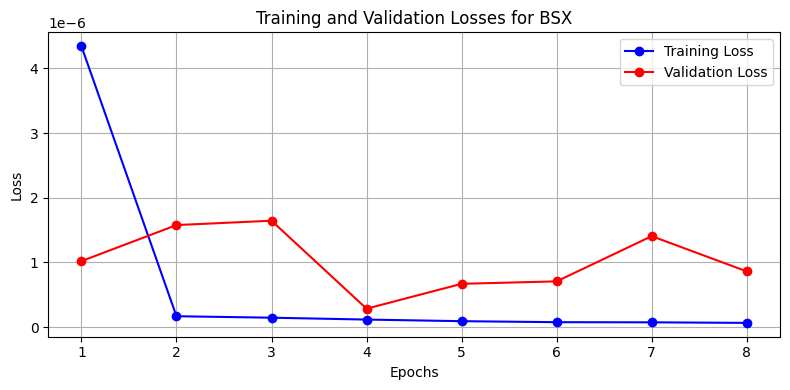 Training and Validation Losses for BSX
1e−6
Training Loss
Validation Loss
4
3
2
1
0
Loss
1 2 3 4 5 6 7 8
Epochs